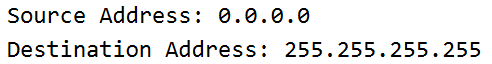 Source Address: 0.0.0.0
Destination Address: 255.255.255.255